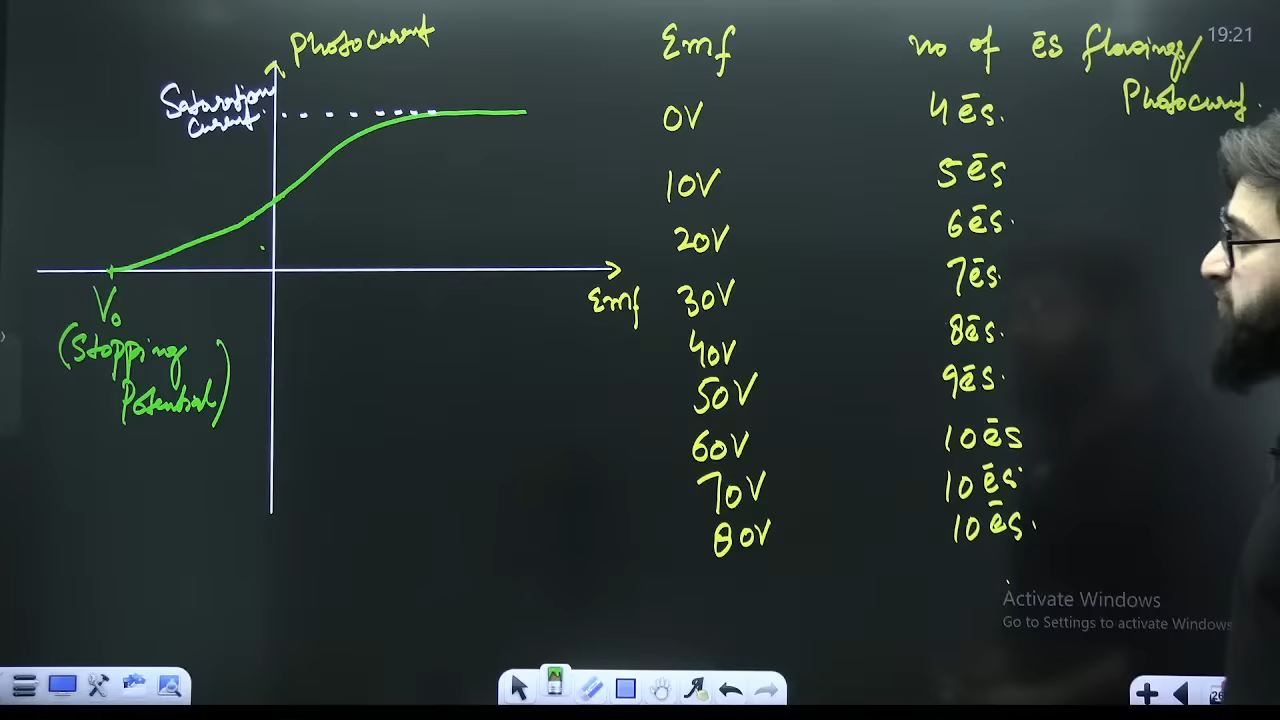 Photocurrent
Saturation
current
Emf
V₀
(Stopping
Potential)
Emf
no of ēs flowing/
Photocurrent.
0V 4ēs.
10V 5ēs
20V 6ēs.
30V 7ēs.
40V 8ēs.
50V 9ēs.
60V 10ēs
70V 10ēs.
80V 10ēs.
19:21
Activate Windows
Go to Settings to activate Windows
26